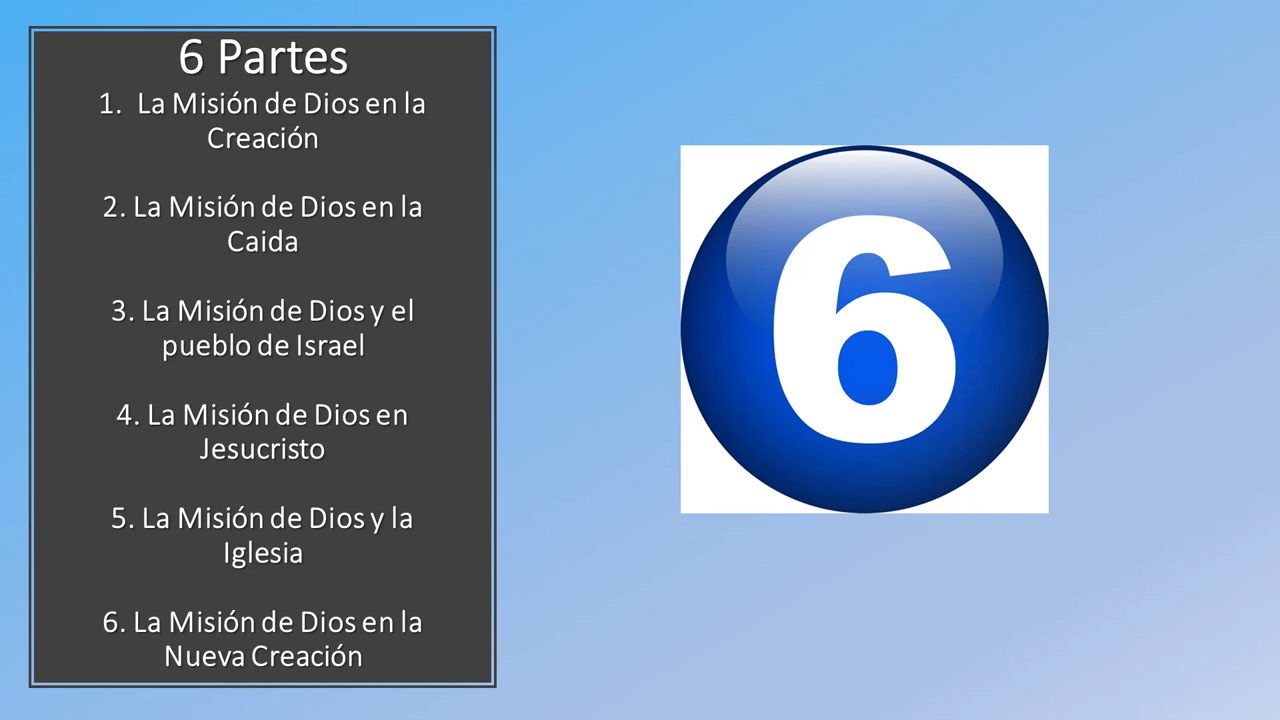 6 Partes
1. La Misión de Dios en la
Creación
2. La Misión de Dios en la
Caida
3. La Misión de Dios y el
pueblo de Israel
4. La Misión de Dios en
Jesucristo
5. La Misión de Dios y la
Iglesia
6. La Misión de Dios en la
Nueva Creación
6